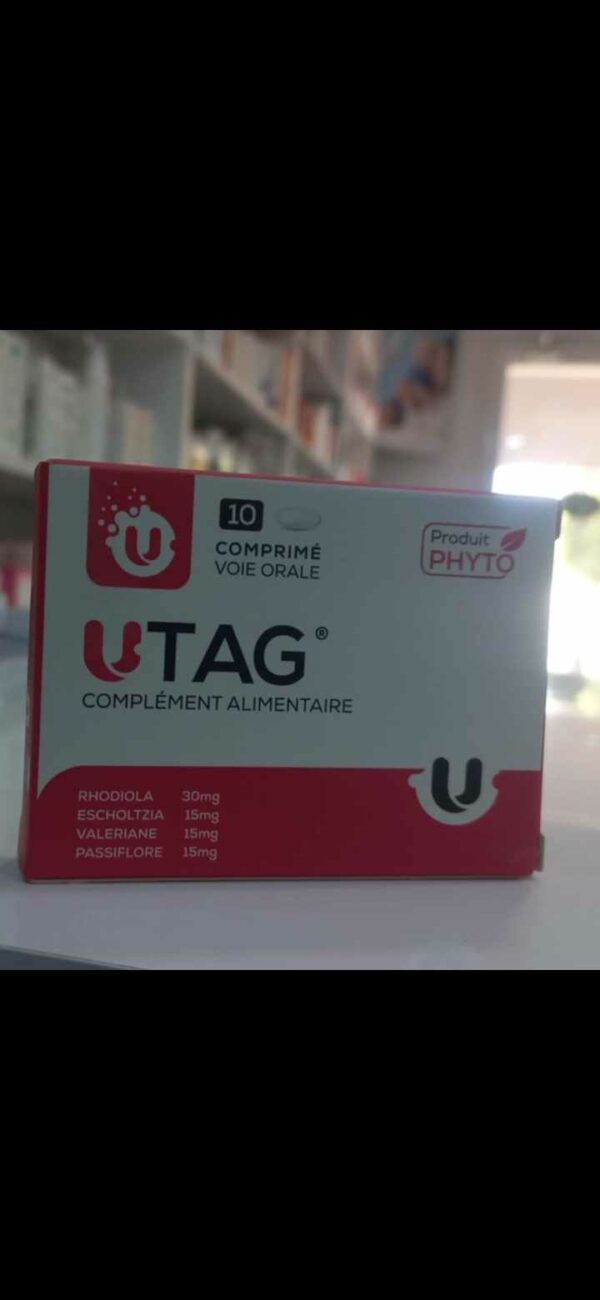 10
COMPRIMÉ
VOIE ORALE
Produit
PHYTO
UTAG®
COMPLÉMENT ALIMENTAIRE
RHODIOLA 30mg
ESCHOLTZIA 15mg
VALERIANE 15mg
PASSIFLORE 15mg